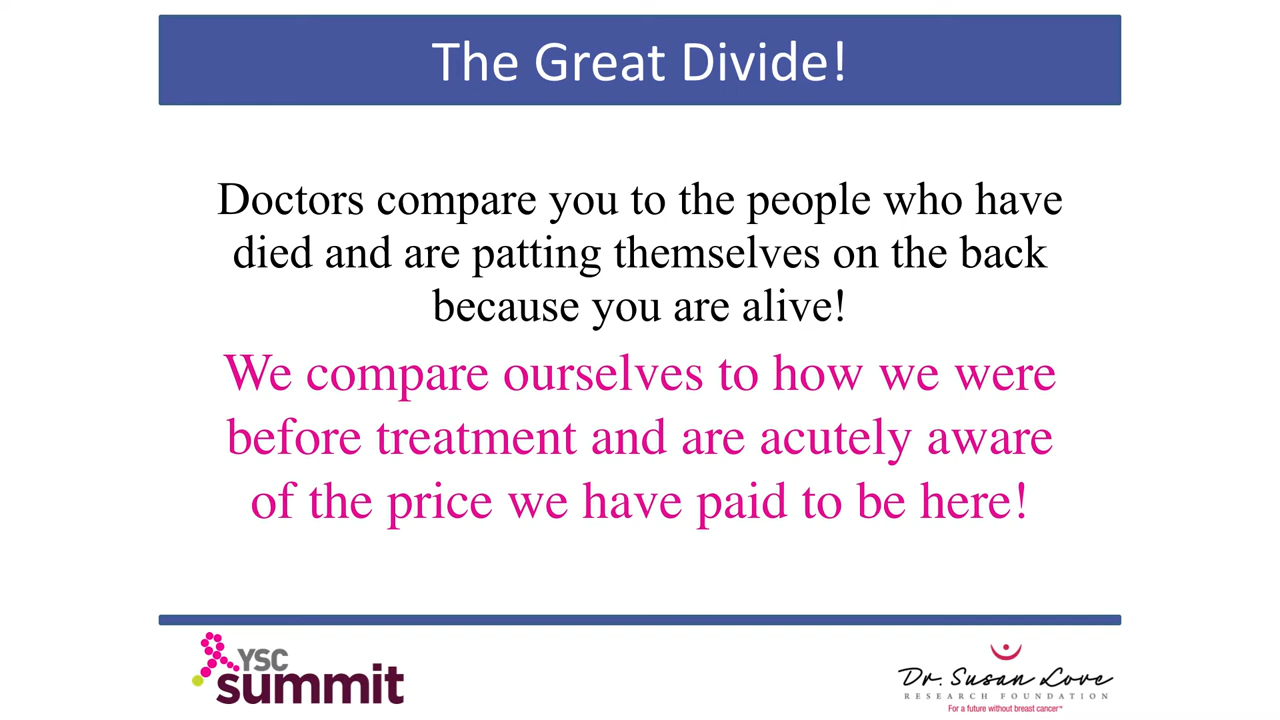 The Great Divide!
Doctors compare you to the people who have
died and are patting themselves on the back
because you are alive!
We compare ourselves to how we were
before treatment and are acutely aware
of the price we have paid to be here!
YSC
summit
Dr. Susan Love
RESEARCH FOUNDATION
For a future without breast cancer™